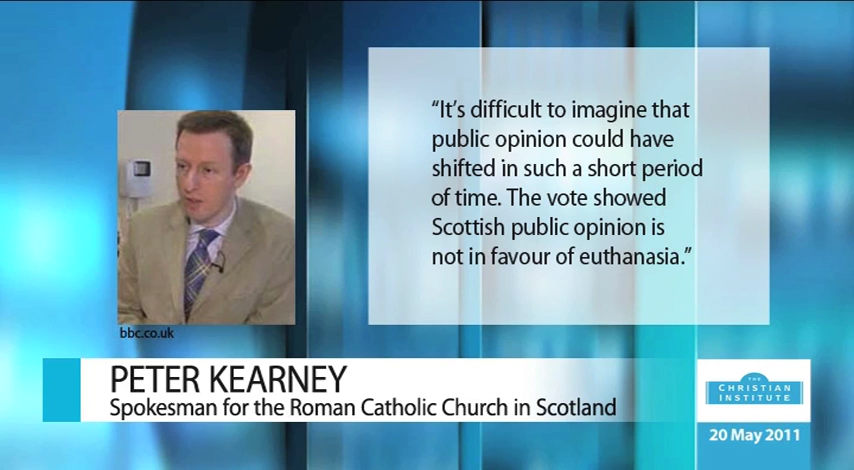 “It’s difficult to imagine that
public opinion could have
shifted in such a short period
of time. The vote showed
Scottish public opinion is
not in favour of euthanasia.”
bbc.co.uk
PETER KEARNEY
Spokesman for the Roman Catholic Church in Scotland
THE
CHRISTIAN
INSTITUTE
20 May 2011